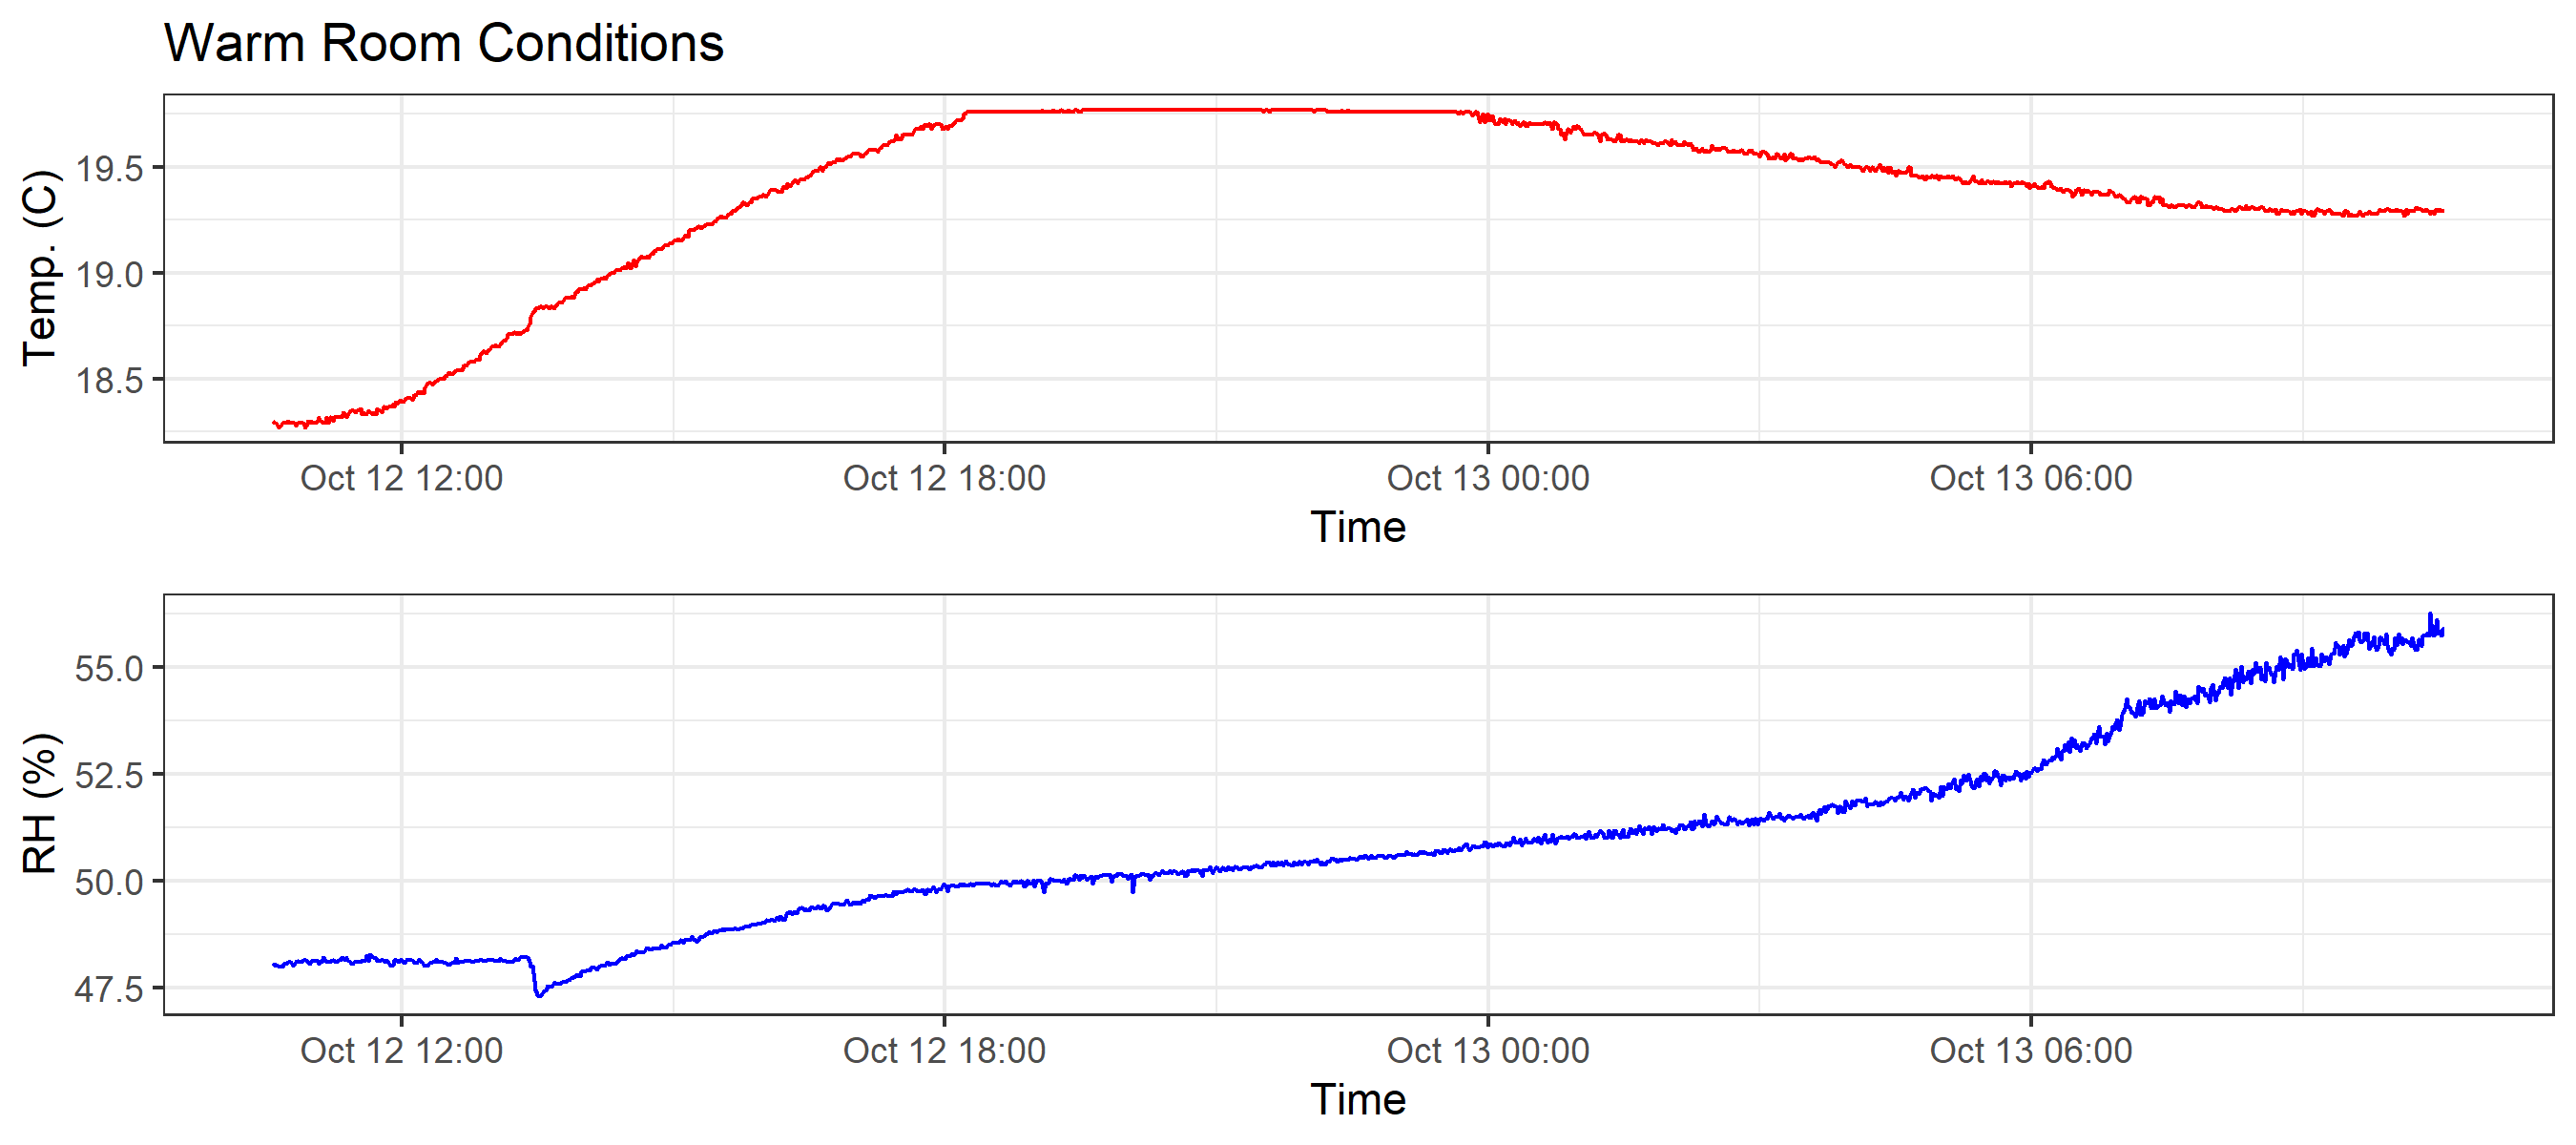 Warm Room Conditions
Temp. (C)
19.5
19.0
18.5
Oct 12 12:00 Oct 12 18:00 Oct 13 00:00 Oct 13 06:00
Time
RH (%)
55.0
52.5
50.0
47.5
Oct 12 12:00 Oct 12 18:00 Oct 13 00:00 Oct 13 06:00
Time